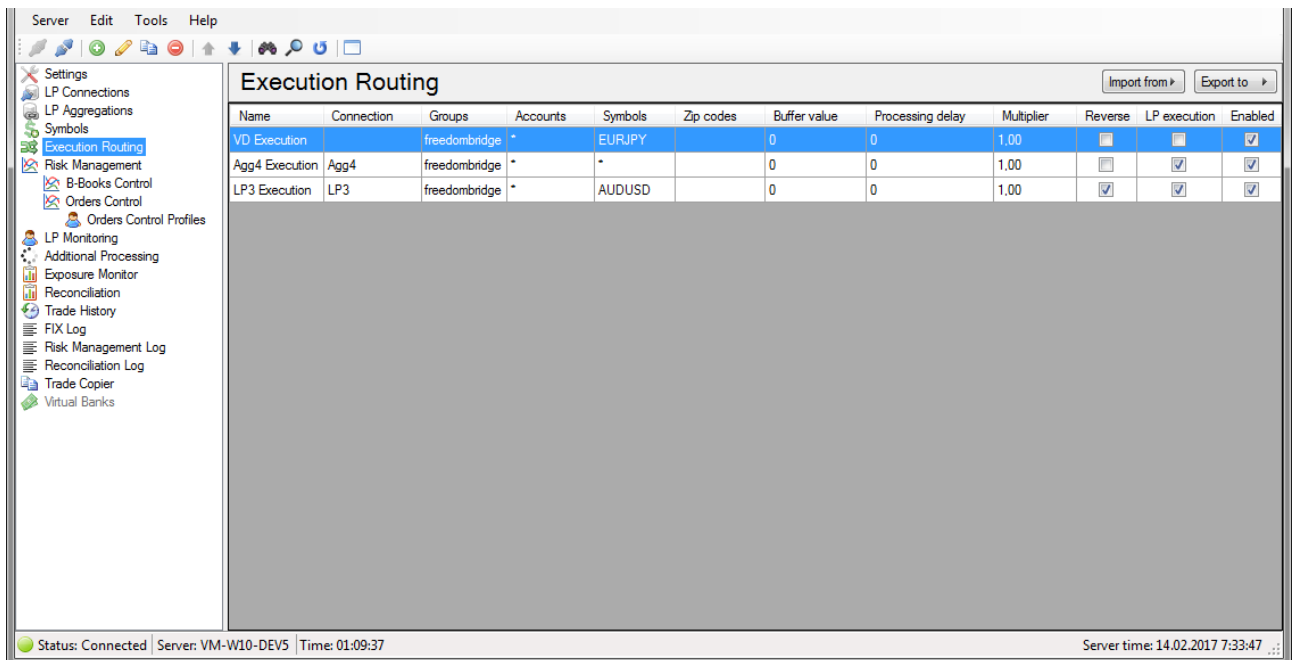 Server Edit Tools Help
Settings
LP Connections
LP Aggregations
Symbols
Execution Routing
Risk Management
B-Books Control
Orders Control
Orders Control Profiles
LP Monitoring
Additional Processing
Exposure Monitor
Reconciliation
Trade History
FIX Log
Risk Management Log
Reconciliation Log
Trade Copier
Virtual Banks
Execution Routing
Import from Export to
Name Connection Groups Accounts Symbols Zip codes Buffer value Processing delay Multiplier Reverse LP execution Enabled
VD Execution freedombridge * EURJPY 0 0 1,00
Agg4 Execution Agg4 freedombridge * * 0 0 1,00
LP3 Execution LP3 freedombridge * AUDUSD 0 0 1,00
Status: Connected Server: VM-W10-DEV5 Time: 01:09:37 Server time: 14.02.2017 7:33:47